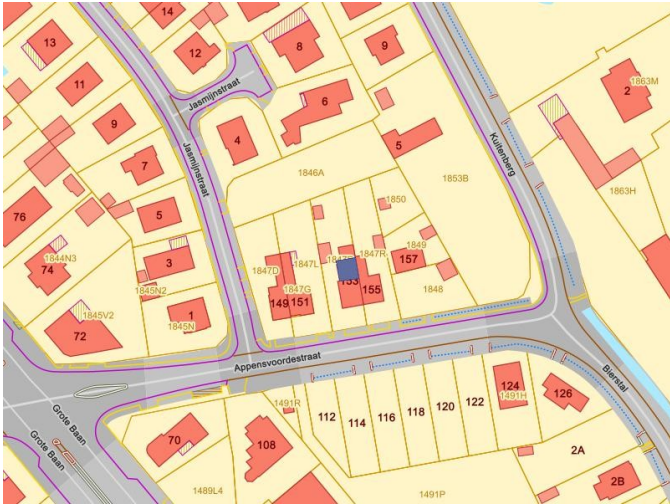 14
13
12
8
9
11
2
1863M
Jasmijnstraat
6
9
4
5
Kuitenberg
Jasmijnstraat
7
1846A
1853B
1863H
76
5
1850
1844N3
1847R
1849
157
3
1847D
1847L
74
1845N2
1847G
153
155
1848
149
151
1
1845V2
1845N
72
Appensvoordestraat
Bierstal
124
1491H
126
1491R
112
114
116
118
120
122
Grote Baan
Grote Baan
70
108
2A
2B
1489L4
1491P